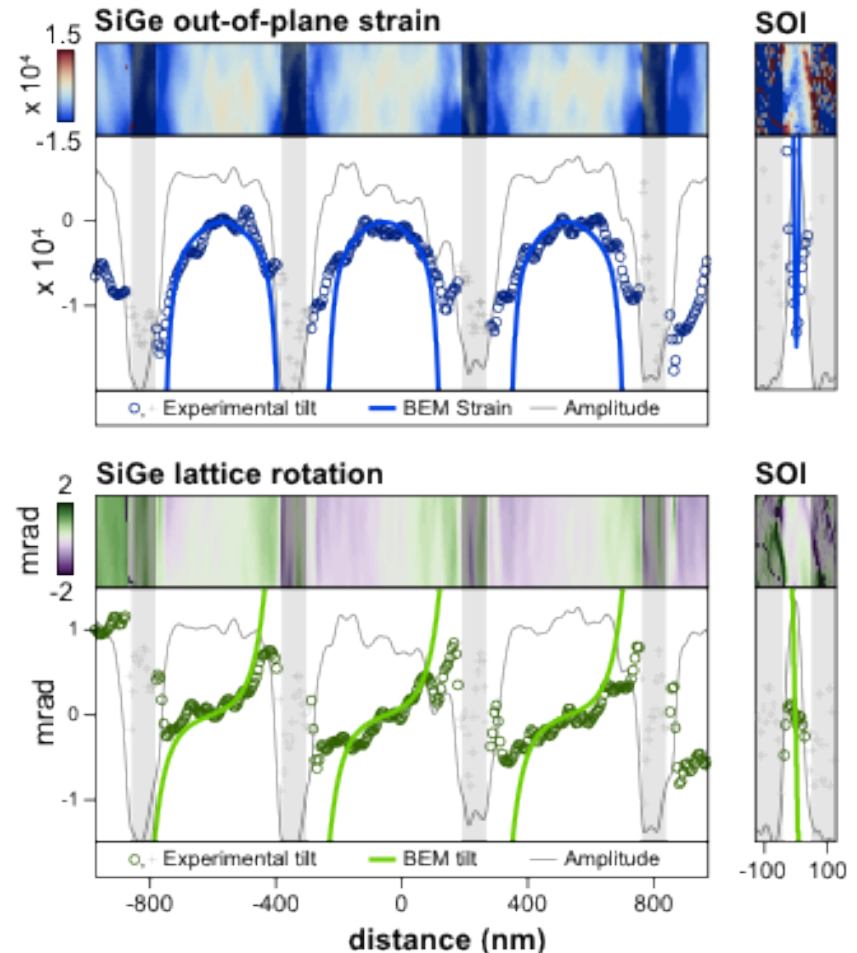 SiGe out-of-plane strain
SOI
1.5
x 10⁴
-1.5
0
x 10⁴
-1
Experimental tilt
BEM Strain
Amplitude
SiGe lattice rotation
SOI
2
mrad
-2
1
0
mrad
-1
Experimental tilt
BEM tilt
Amplitude
-800
-400
0
400
800
-100
100
distance (nm)